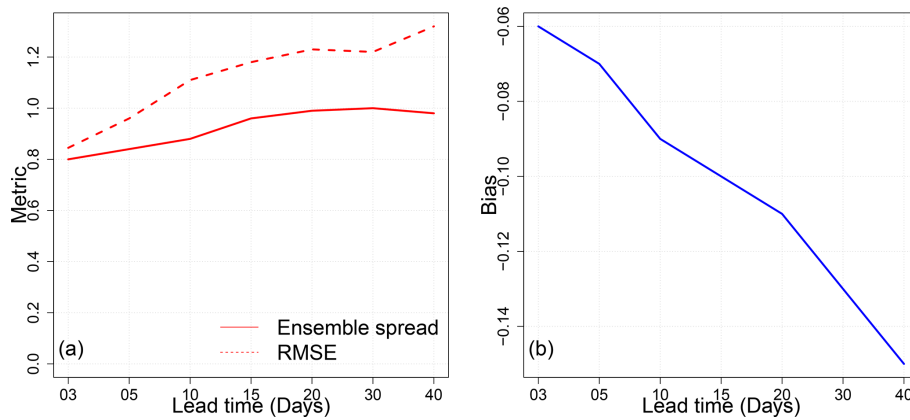 Metric
0.0
0.2
0.4
0.6
0.8
1.0
1.2
(a)
Ensemble spread
RMSE
03 05 10 15 20 30 40
Lead time (Days)
Bias
−0.06
−0.08
−0.10
−0.12
−0.14
(b)
03 05 10 15 20 30 40
Lead time (Days)